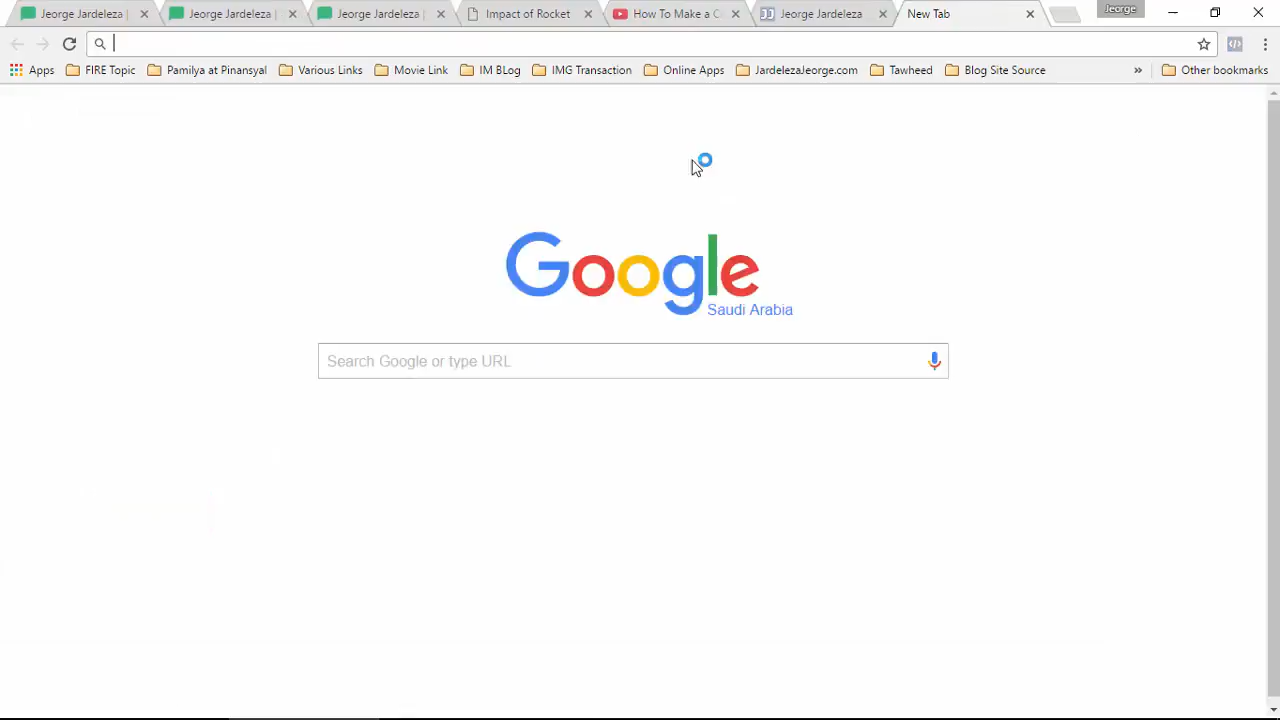 Jeorge Jardeleza |
Jeorge Jardeleza |
Jeorge Jardeleza |
Impact of Rocket
How To Make a C
Jeorge Jardeleza
New Tab
Jeorge
Apps
FIRE Topic
Pamilya at Pinansyal
Various Links
Movie Link
IM BLog
IMG Transaction
Online Apps
JardelezaJeorge.com
Tawheed
Blog Site Source
»
Other bookmarks
Google
Saudi Arabia
Search Google or type URL